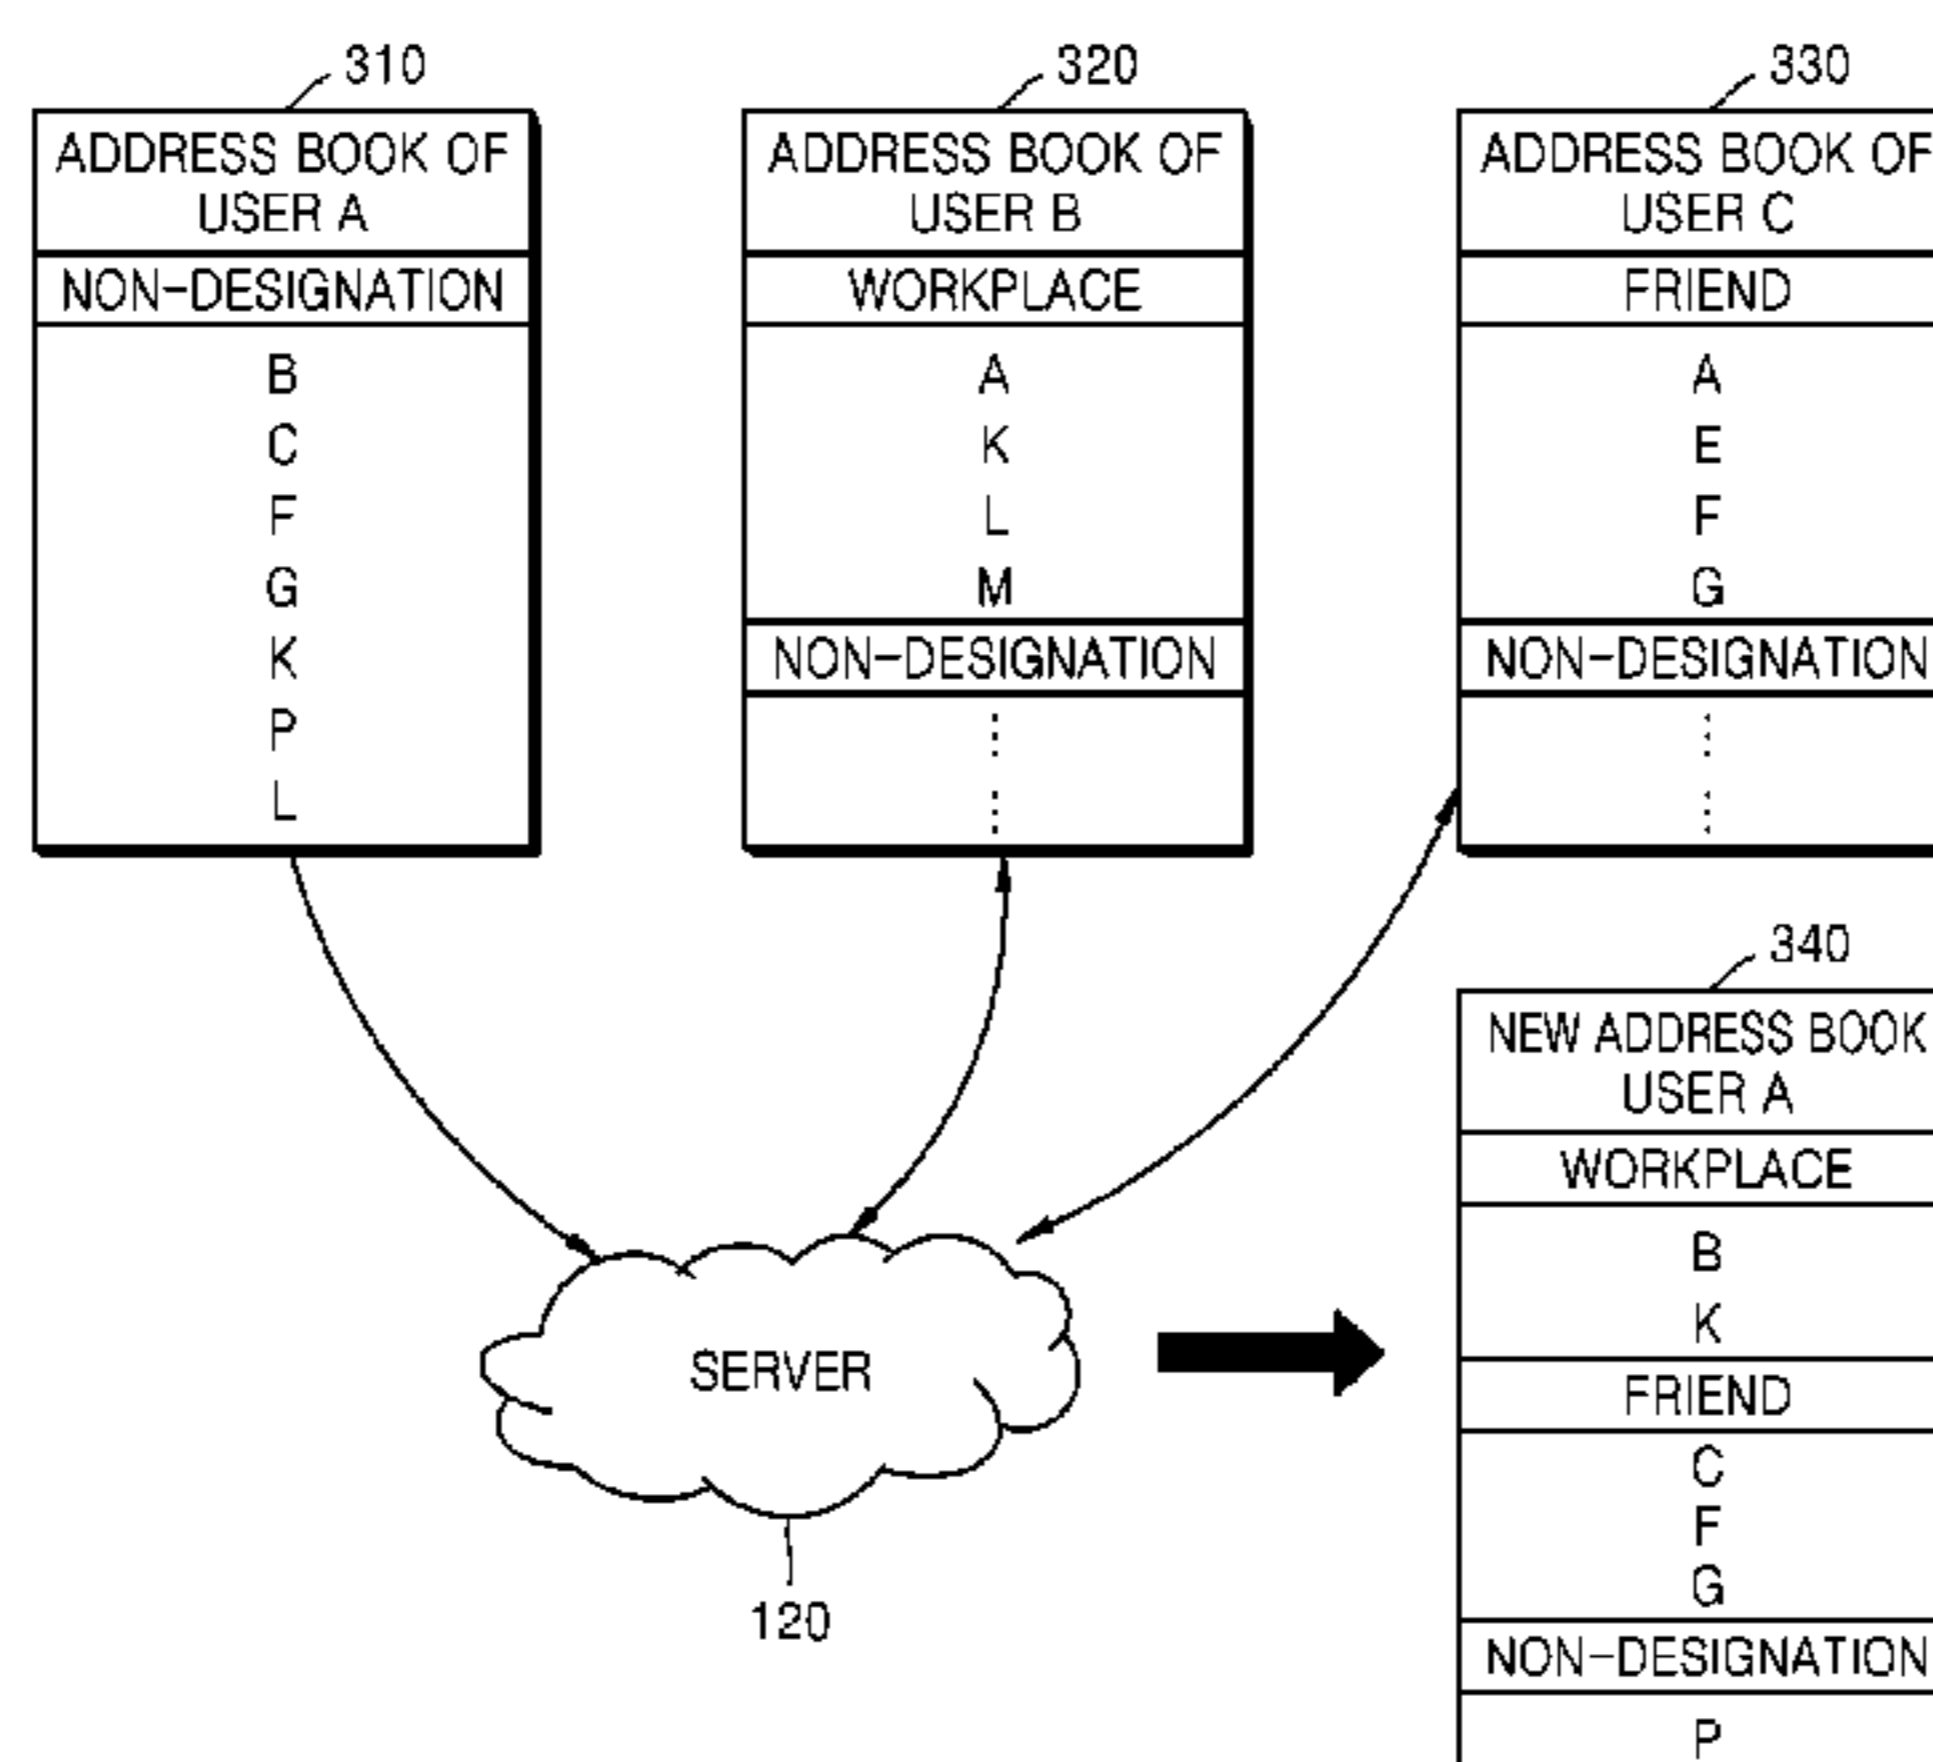 310
ADDRESS BOOK OF
USER A
NON-DESIGNATION
B
C
F
G
K
P
L
320
ADDRESS BOOK OF
USER B
WORKPLACE
A
K
L
M
NON-DESIGNATION
330
ADDRESS BOOK OF
USER C
FRIEND
A
E
F
G
NON-DESIGNATION
SERVER
120
340
NEW ADDRESS BOOK
USER A
WORKPLACE
B
K
FRIEND
C
F
G
NON-DESIGNATION
P